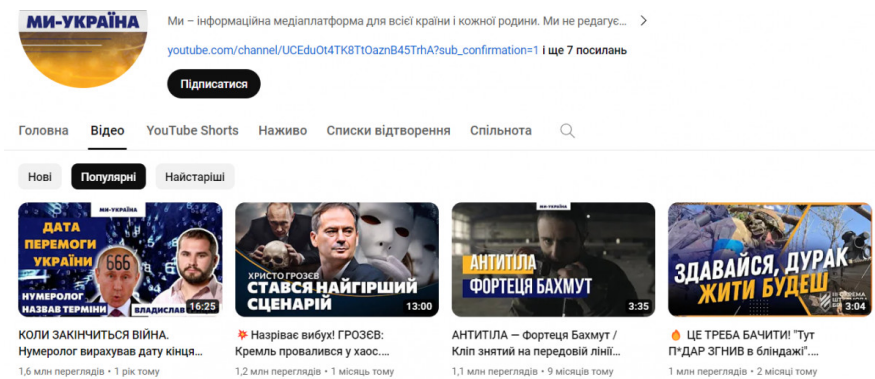 МИ-УКРАЇНА
Ми – інформаційна медіаплатформа для всієї країни і кожної родини. Ми не редагує...
youtube.com/channel/UCEduOt4TK8TtOaznB45TrhA?sub_confirmation=1 і ще 7 посилань
Підписатися
Головна Відео YouTube Shorts Наживо Списки відтворення Спільнота
Нові Популярні Найстаріші
МИ-УКРАЇНА
ДАТА
ПЕРЕМОГИ
УКРАЇНИ
666
НУМЕРОЛОГ
НАЗВАВ ТЕРМІНИ
ВЛАДИСЛАВ
16:25
ХРИСТО ГРОЗЄВ
СТАВСЯ НАЙГІРШИЙ
СЦЕНАРІЙ
13:00
МИ-УКРАЇНА
АНТИТІЛА
ФОРТЕЦЯ БАХМУТ
3:35
ЗДАВАЙСЯ, ДУРАК
ЖИТИ БУДЕШ
3:04
КОЛИ ЗАКІНЧИТЬСЯ ВІЙНА.
Нумеролог вирахував дату кінця...
1,6 млн переглядів • 1 рік тому
Назріває вибух! ГРОЗЄВ:
Кремль провалився у хаос....
1,2 млн переглядів • 1 місяць тому
АНТИТІЛА — Фортеця Бахмут /
Кліп знятий на передовій лінії...
1,1 млн переглядів • 9 місяців тому
ЦЕ ТРЕБА БАЧИТИ! "Тут
П*ДАР ЗГНИВ в бліндажі"....
1 млн переглядів • 2 місяці тому